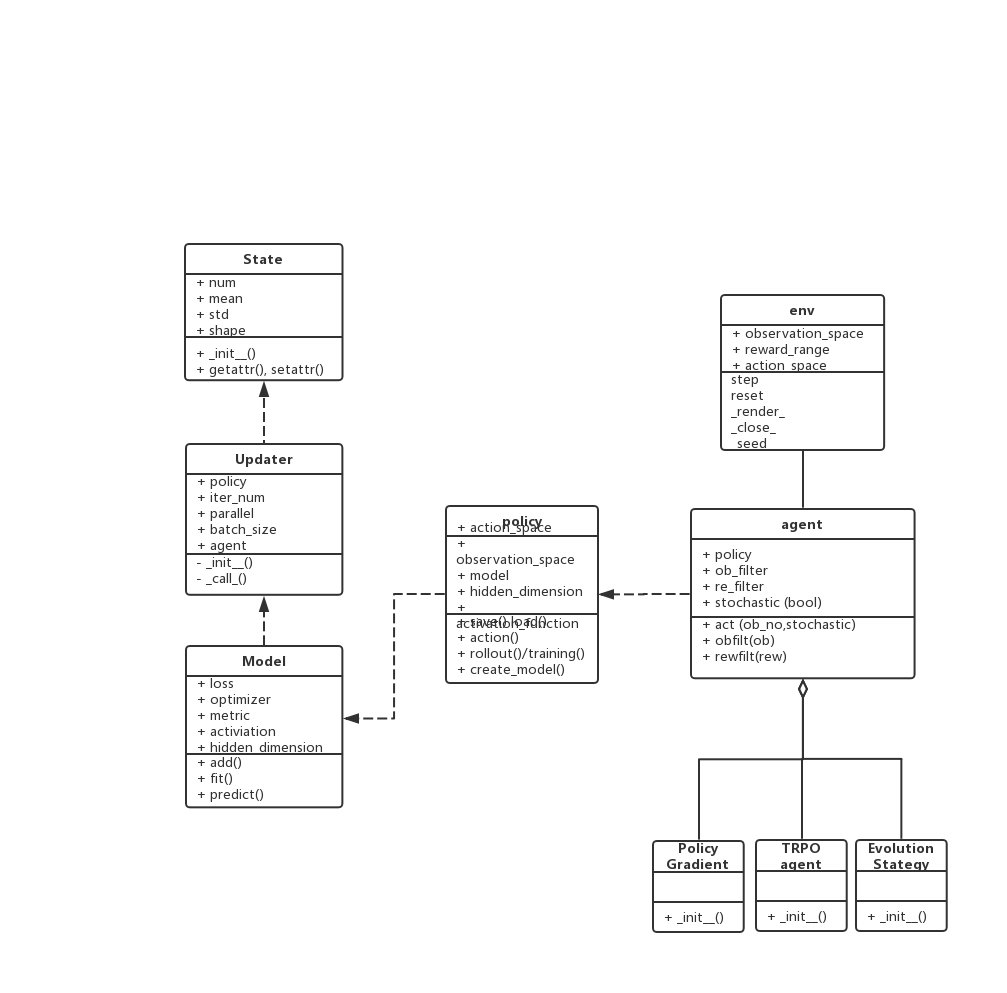 State
+ num
+ mean
+ std
+ shape
+ _init__()
+ getattr(), setattr()
env
+ observation_space
+ reward_range
+ action_space
step
reset
_render_
_close_
_seed
Updater
+ policy
+ iter_num
+ parallel
+ batch_size
+ agent
- _init__()
- _call_()
policy
+ action_space
+
observation_space
+ model
+ hidden_dimension
+
activation_function
+ save() load()
+ action()
+ rollout()/training()
+ create_model()
agent
+ policy
+ ob_filter
+ re_filter
+ stochastic (bool)
+ act (ob_no,stochastic)
+ obfilt(ob)
+ rewfilt(rew)
Model
+ loss
+ optimizer
+ metric
+ activiation
+ hidden_dimension
+ add()
+ fit()
+ predict()
Policy
Gradient
+ _init__()
TRPO
agent
+ _init__()
Evolution
Stategy
+ _init__()